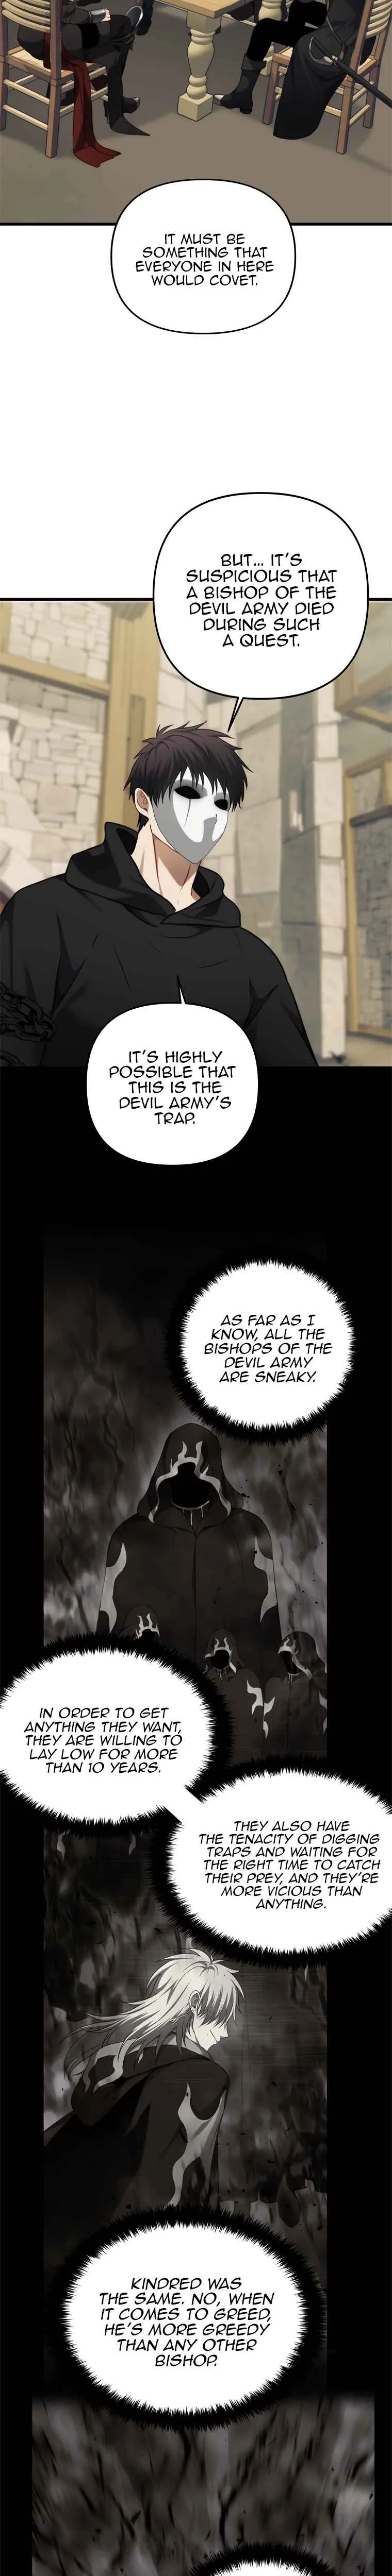 IT MUST BE
SOMETHING THAT
EVERYONE IN HERE
WOULD COVET.
BUT... IT'S
SUSPICIOUS THAT
A BISHOP OF THE
DEVIL ARMY DIED
DURING SUCH
A QUEST.
IT'S HIGHLY
POSSIBLE THAT
THIS IS THE
DEVIL ARMY'S
TRAP.
AS FAR AS I
KNOW, ALL THE
BISHOPS OF THE
DEVIL ARMY
ARE SNEAKY.
IN ORDER TO GET
ANYTHING THEY WANT,
THEY ARE WILLING TO
LAY LOW FOR MORE
THAN 10 YEARS.
THEY ALSO HAVE
THE TENACITY OF DIGGING
TRAPS AND WAITING FOR
THE RIGHT TIME TO CATCH
THEIR PREY, AND THEY'RE
MORE VICIOUS THAN
ANYTHING.
KINDRED WAS
THE SAME. NO, WHEN
IT COMES TO GREED,
HE'S MORE GREEDY
THAN ANY OTHER
BISHOP.